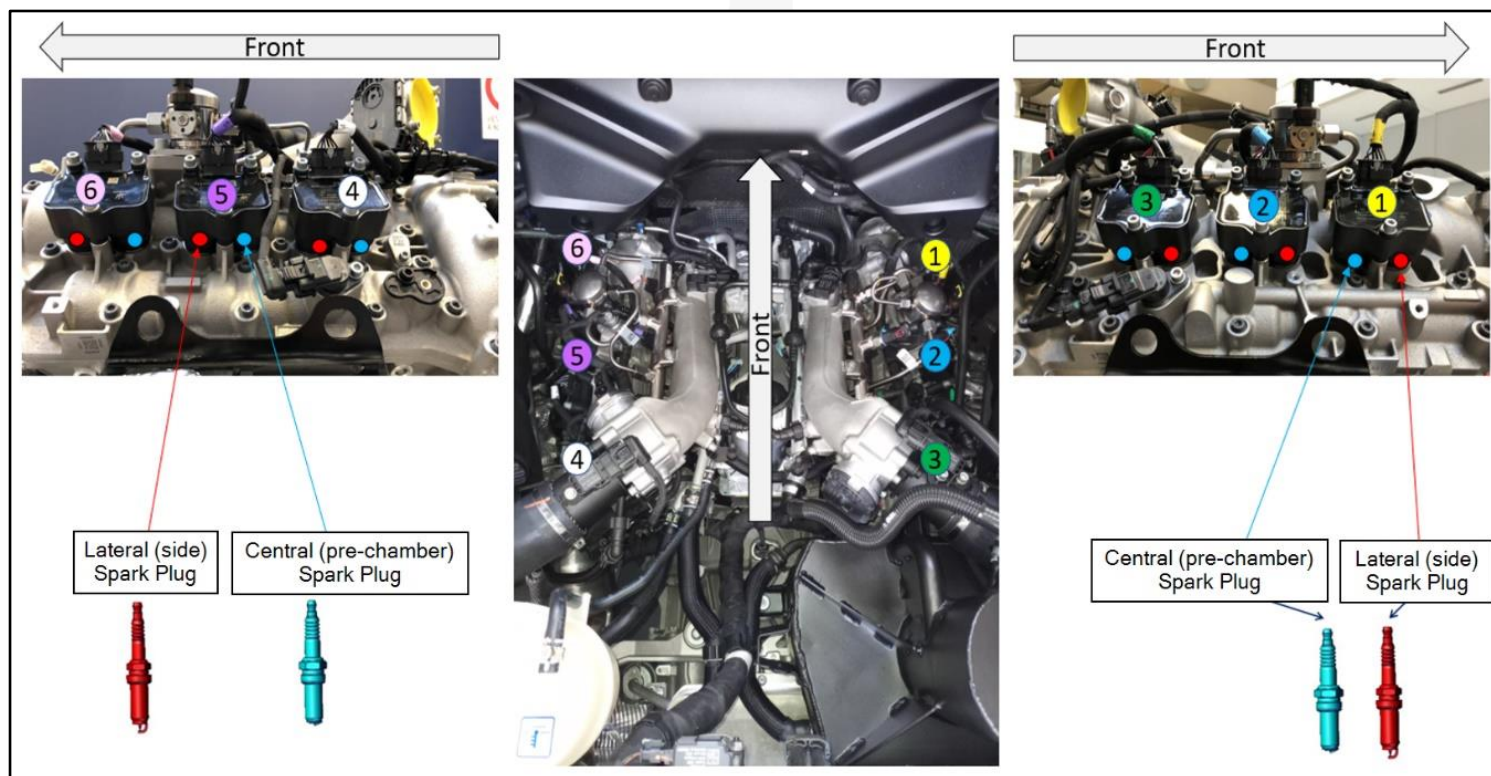 Front
Front
6
5
4
3
2
1
6
1
5
2
4
3
Front
Lateral (side)
Spark Plug
Central (pre-chamber)
Spark Plug
Central (pre-chamber)
Spark Plug
Lateral (side)
Spark Plug